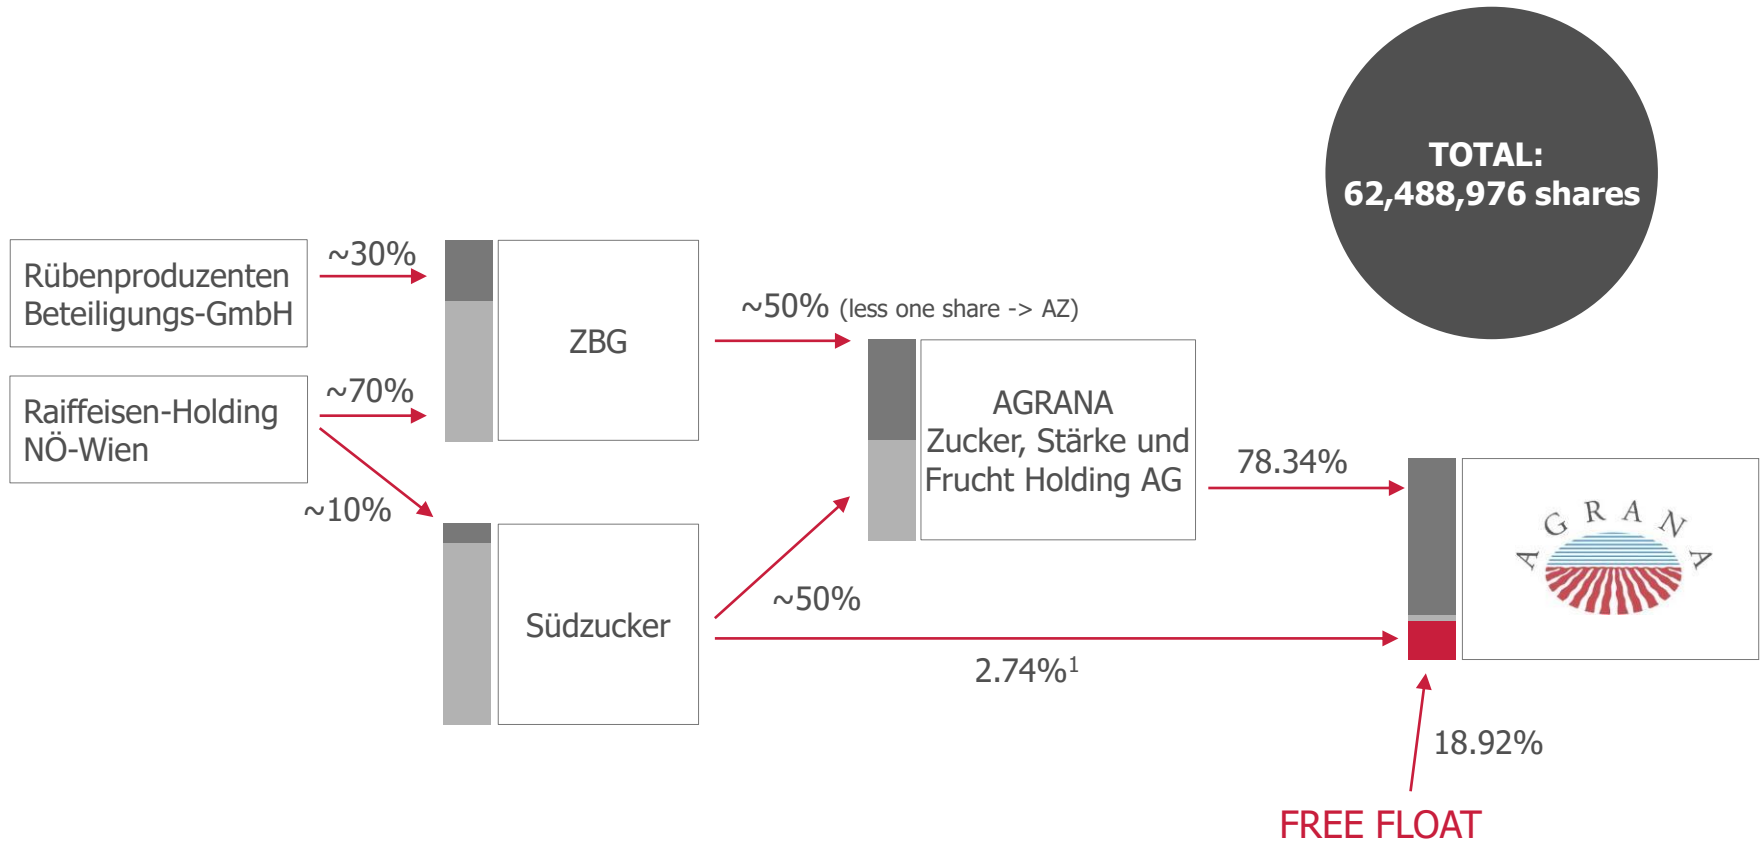 TOTAL:
62,488,976 shares
Rübenproduzenten
Beteiligungs-GmbH
~30%
ZBG
~50% (less one share -> AZ)
Raiffeisen-Holding
NÖ-Wien
~70%
~10%
AGRANA
Zucker, Stärke und
Frucht Holding AG
78.34%
AGRANA
Südzucker
~50%
2.74%¹
18.92%
FREE FLOAT